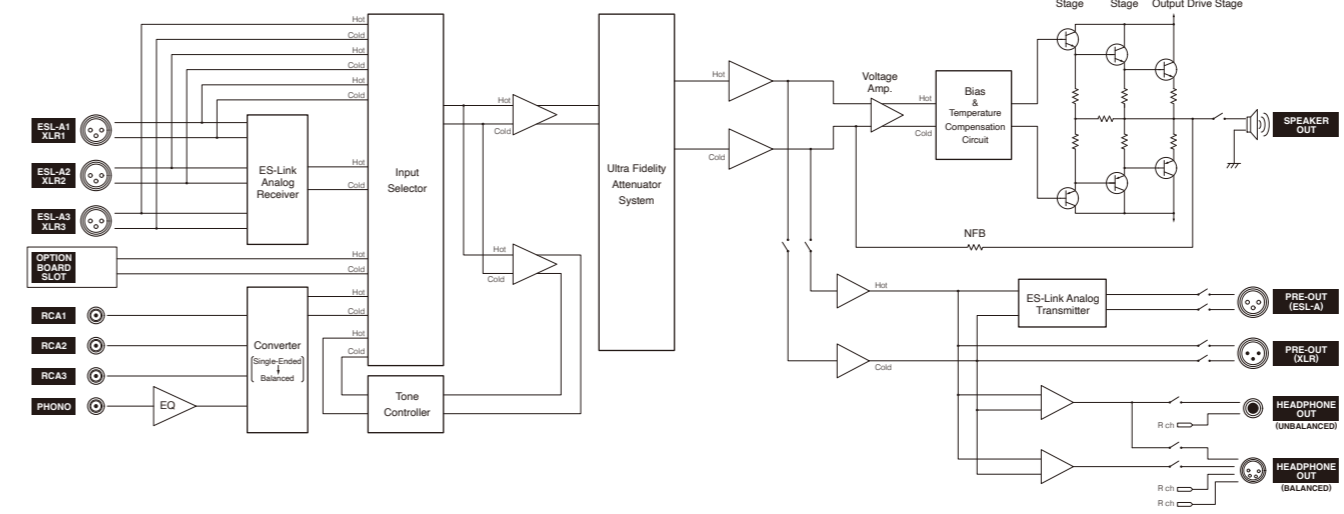 Stage Stage Output Drive Stage
Hot
Cold
Hot
Cold
Hot
Cold
ESL-A1
XLR1
ESL-A2
XLR2
ESL-A3
XLR3
ES-Link
Analog
Receiver
Hot
Cold
OPTION
BOARD
SLOT
Hot
Cold
RCA1
RCA2
RCA3
PHONO
EQ
Converter
Single-Ended
Balanced
Hot
Cold
Hot
Cold
Input
Selector
Tone
Controller
Hot
Cold
Hot
Cold
Ultra Fidelity
Attenuator
System
Hot
Cold
Voltage
Amp.
Hot
Cold
Bias
&
Temperature
Compensation
Circuit
NFB
SPEAKER
OUT
Hot
Cold
ES-Link Analog
Transmitter
PRE-OUT
(ESL-A)
PRE-OUT
(XLR)
R ch
HEADPHONE
OUT
(UNBALANCED)
R ch
R ch
HEADPHONE
OUT
(BALANCED)